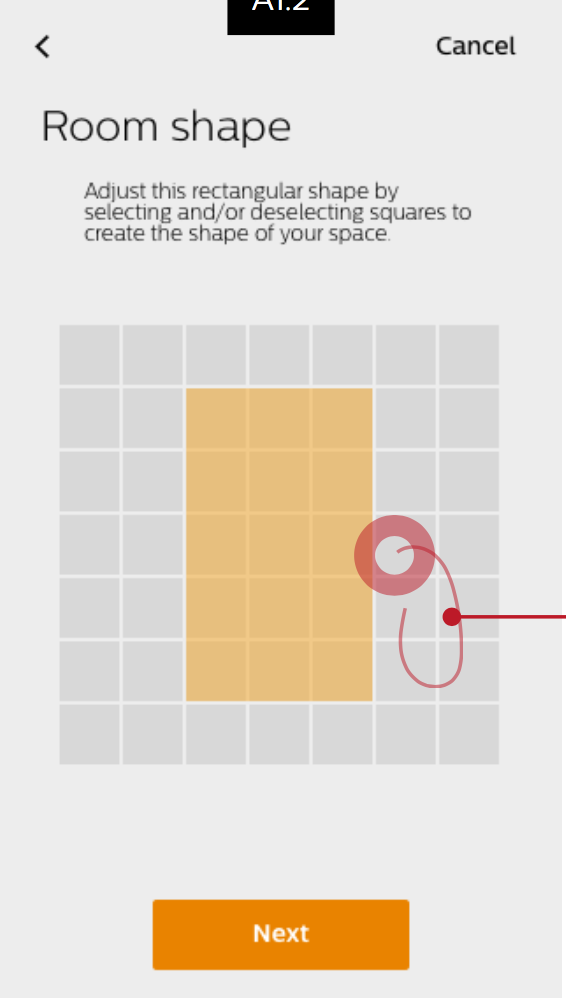 A1.2
Cancel
Room shape
Adjust this rectangular shape by
selecting and/or deselecting squares to
create the shape of your space.
Next